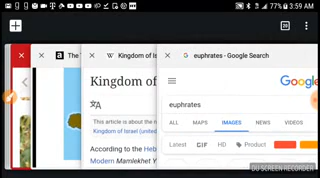 77% 3:59 AM
28
The
Kingdom of Is
euphrates - Google Search
Kingdom of
Google
This article is about the
Kingdom of Israel (united
According to the Heb
Modern Mamlekhet Y
euphrates
ALL MAPS IMAGES NEWS VIDEOS
Latest GIF HD Product
DU SCREEN RECORDER